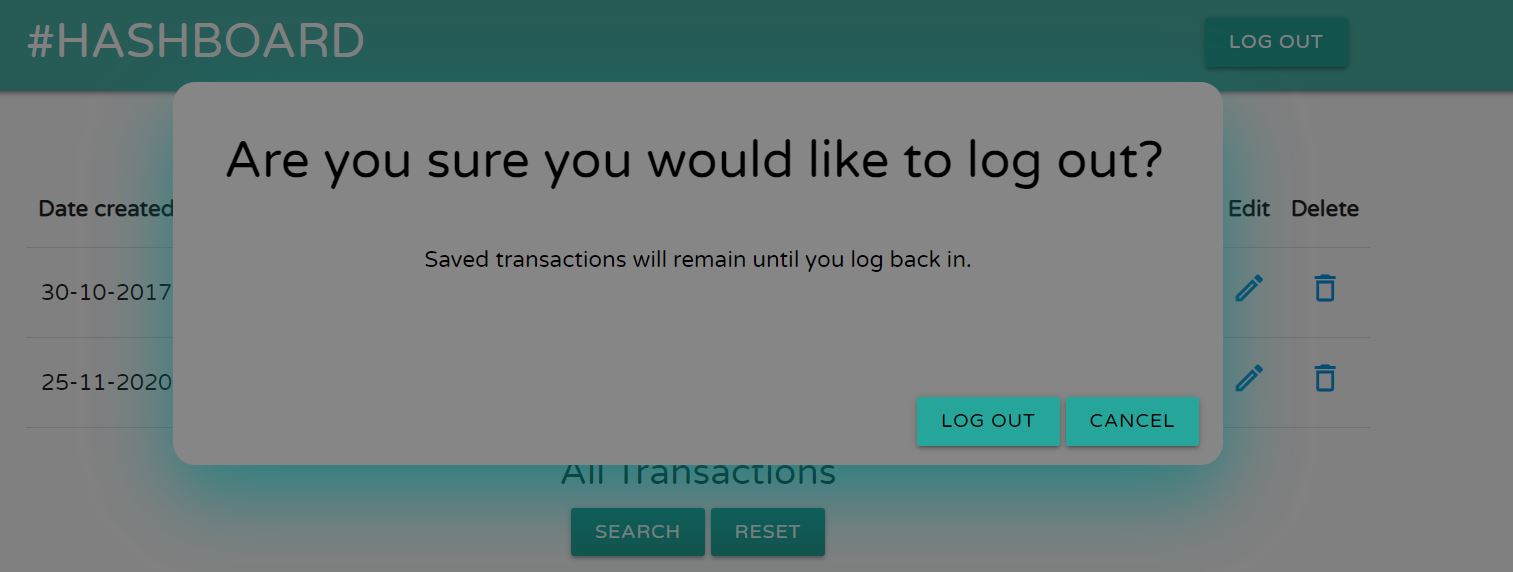 #HASHBOARD
LOG OUT
Are you sure you would like to log out?
Saved transactions will remain until you log back in.
LOG OUT CANCEL
Date created Edit Delete
30-10-2017
25-11-2020
All Transactions
SEARCH RESET